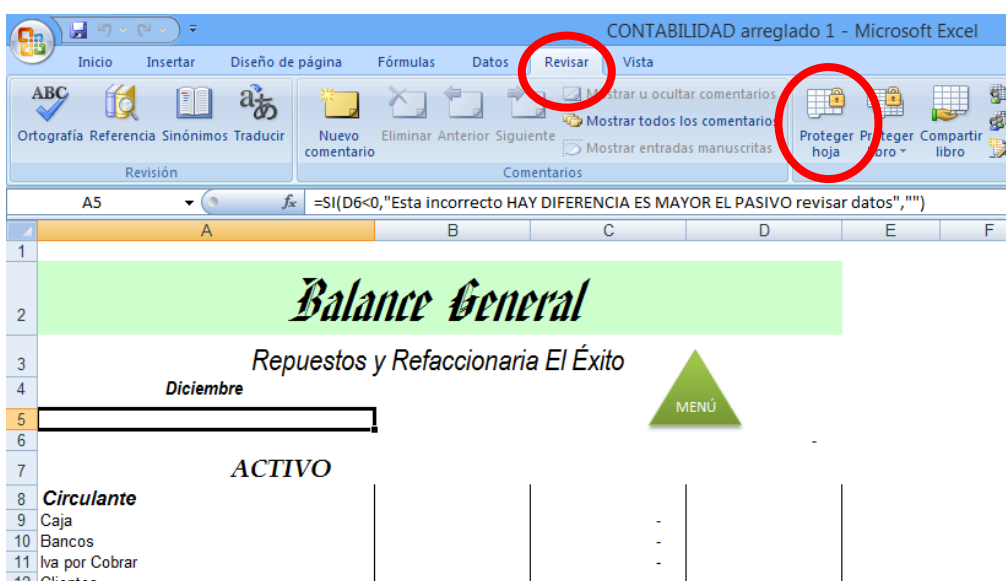 CONTABILIDAD arreglado 1 - Microsoft Excel
Inicio Insertar Diseño de página Fórmulas Datos Revisar Vista
ABC
Ortografía Referencia Sinónimos Traducir
Revisión
Nuevo comentario
Eliminar Anterior Siguiente
Mostrar u ocultar comentarios
Mostrar todos los comentarios
Mostrar entradas manuscritas
Comentarios
Proteger hoja
Proteger libro
Compartir libro
A5 fx =SI(D6<0,"Esta incorrecto HAY DIFERENCIA ES MAYOR EL PASIVO revisar datos","")
A B C D E F
1
2 Balance General
3 Repuestos y Refaccionaria El Éxito
4 Diciembre
MENÚ
5
6 -
7 ACTIVO
8 Circulante
9 Caja -
10 Bancos -
11 Iva por Cobrar -
12 Clientes